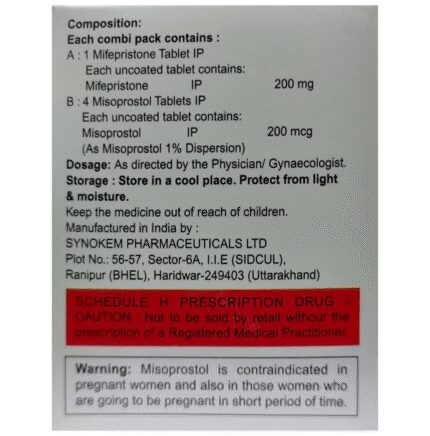 Composition:
Each combi pack contains :
A : 1 Mifepristone Tablet IP
Each uncoated tablet contains:
Mifepristone IP 200 mg
B : 4 Misoprostol Tablets IP
Each uncoated tablet contains:
Misoprostol IP 200 mcg
(As Misoprostol 1% Dispersion)
Dosage: As directed by the Physician/ Gynaecologist.
Storage : Store in a cool place. Protect from light
& moisture.
Keep the medicine out of reach of children.
Manufactured in India by :
SYNOKEM PHARMACEUTICALS LTD
Plot No.: 56-57, Sector-6A, I.I.E (SIDCUL),
Ranipur (BHEL), Haridwar-249403 (Uttarakhand)
SCHEDULE H PRESCRIPTION DRUG -
CAUTION : Not to be sold by retail without the
prescription of a Registered Medical Practitioner.
Warning: Misoprostol is contraindicated in
pregnant women and also in those women who
are going to be pregnant in short period of time.